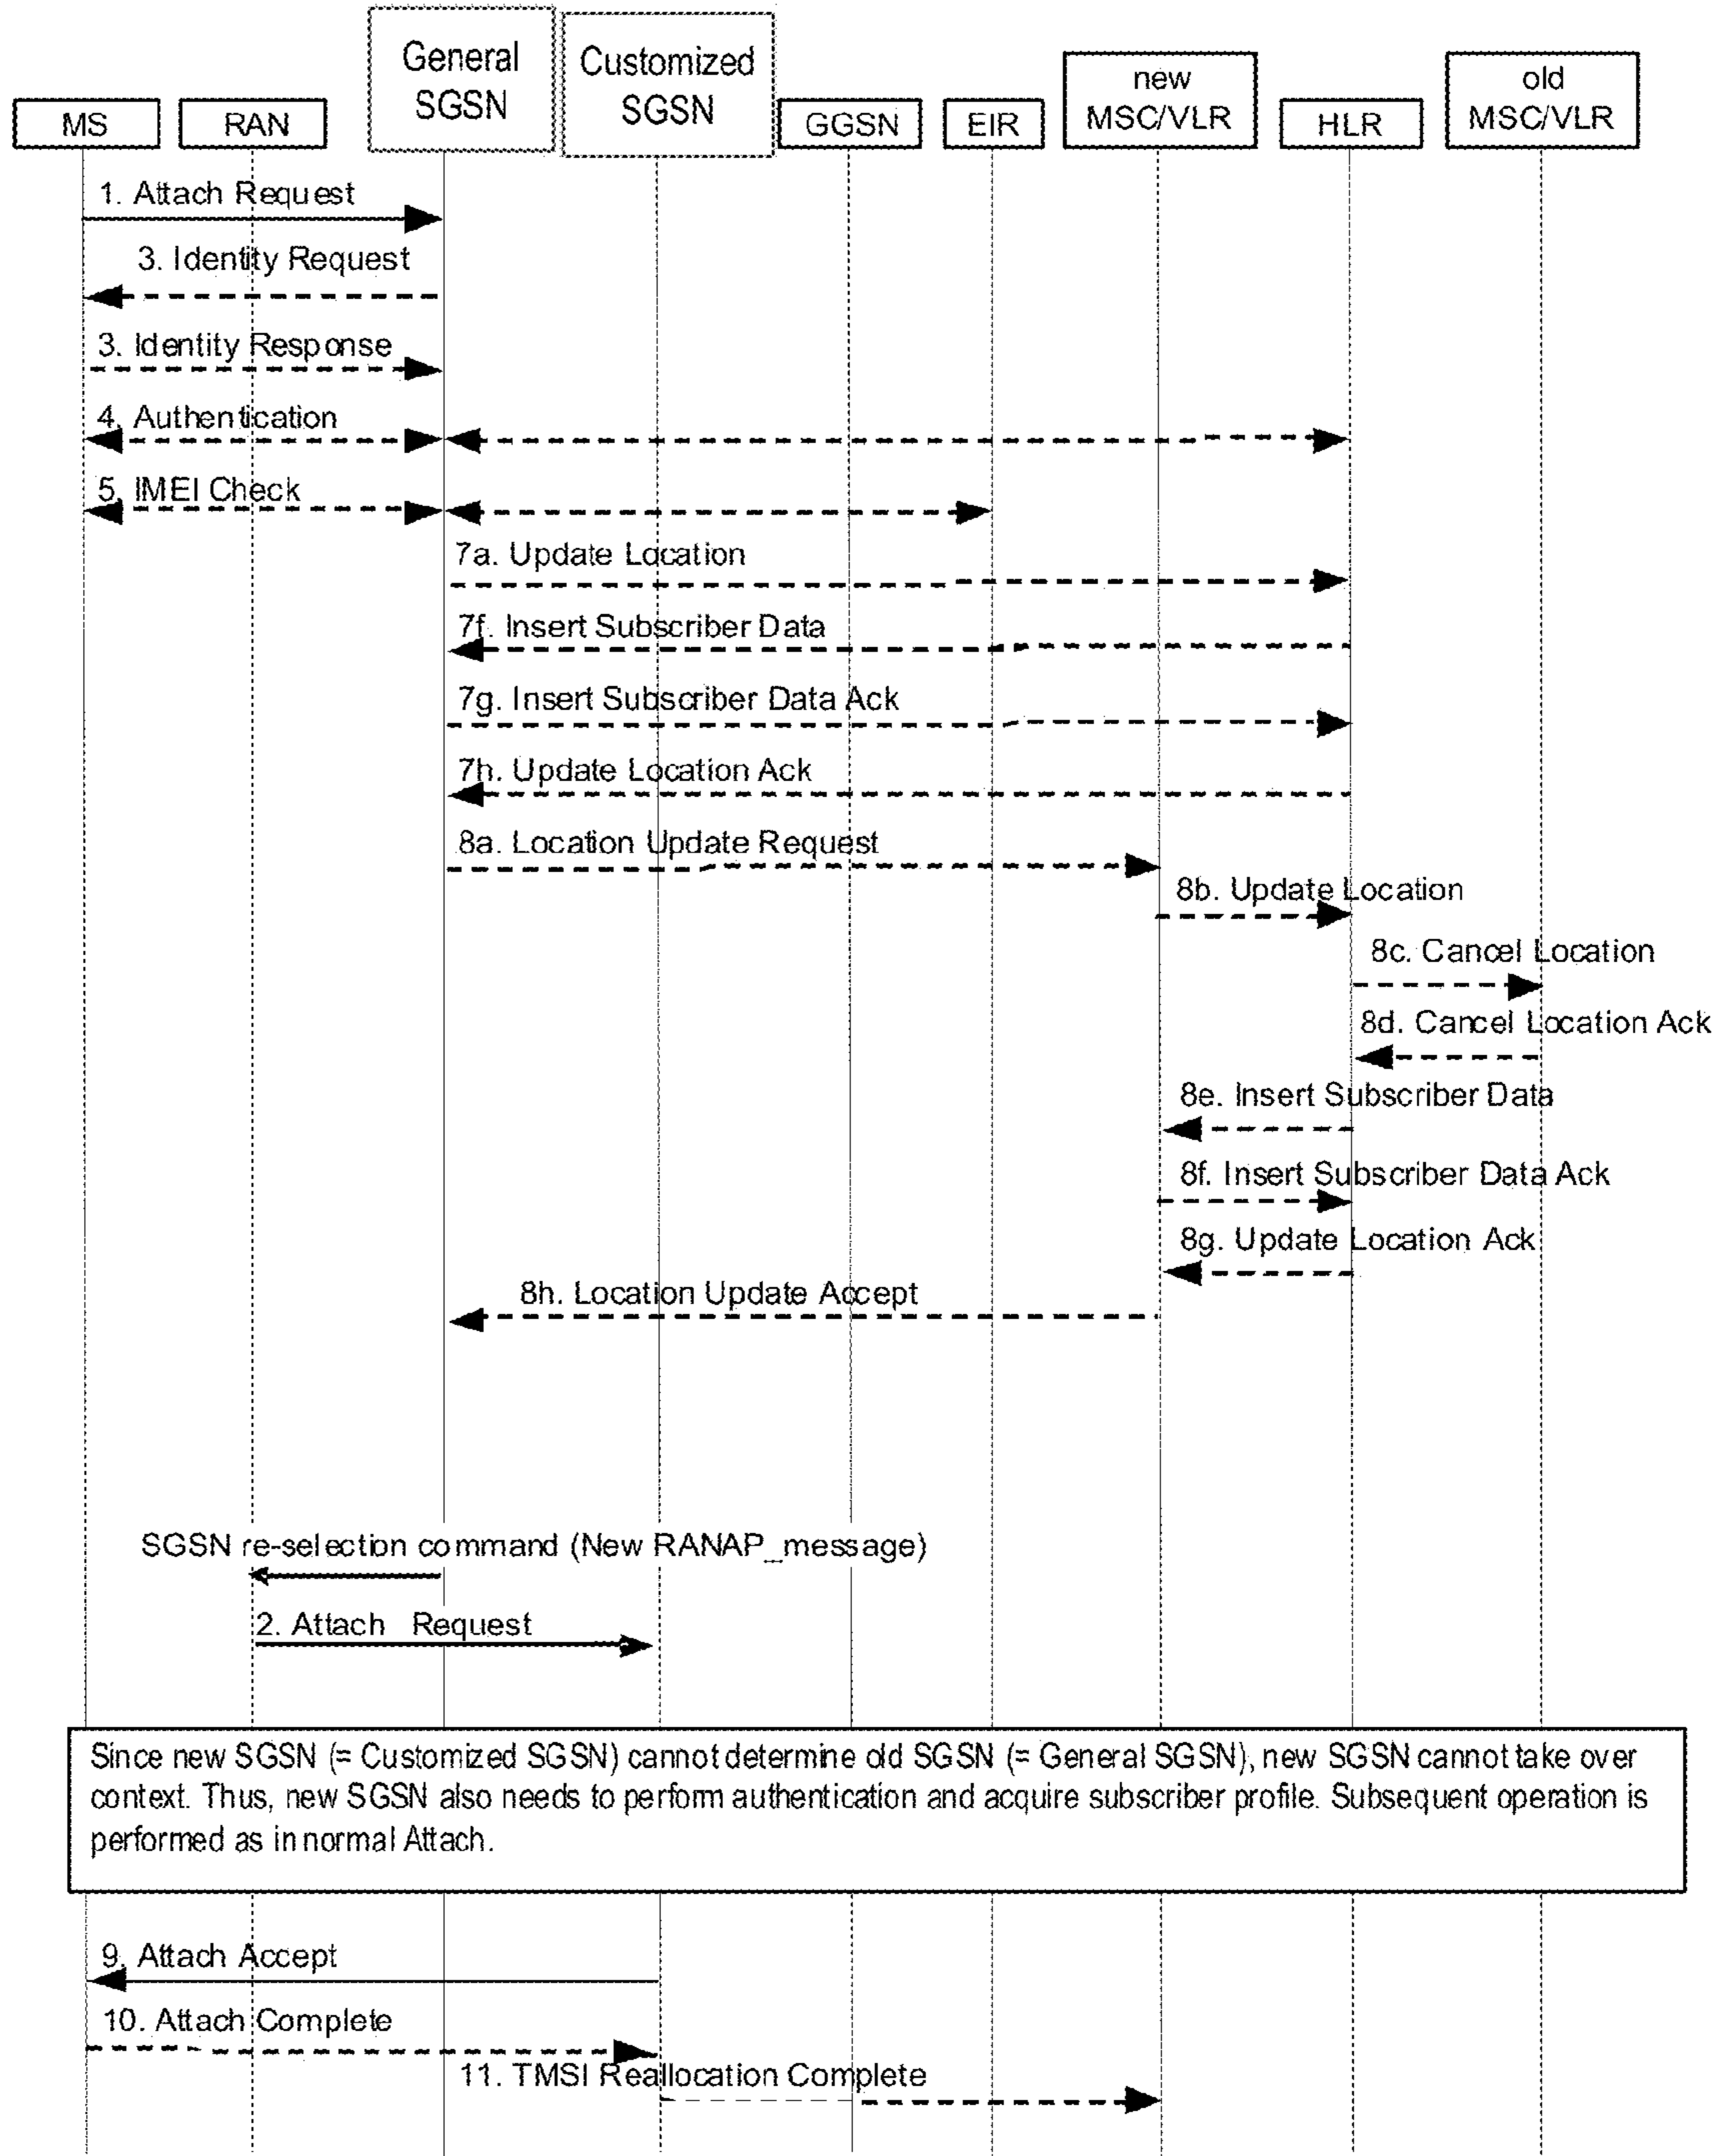 General
SGSN
Customized
SGSN
new
MSC/VLR
old
MSC/VLR
MS
RAN
GGSN
EIR
HLR
1. Attach Request
3. Identity Request
3. Identity Response
4. Authentication
5. IMEI Check
7a. Update Location
7f. Insert Subscriber Data
7g. Insert Subscriber Data Ack
7h. Update Location Ack
8a. Location Update Request
8b. Update Location
8c. Cancel Location
8d. Cancel Location Ack
8e. Insert Subscriber Data
8f. Insert Subscriber Data Ack
8g. Update Location Ack
8h. Location Update Accept
SGSN re-selection command (New RANAP_message)
2. Attach Request
Since new SGSN (= Customized SGSN) cannot determine old SGSN (= General SGSN), new SGSN cannot take over
context. Thus, new SGSN also needs to perform authentication and acquire subscriber profile. Subsequent operation is
performed as in normal Attach.
9. Attach Accept
10. Attach Complete
11. TMSI Reallocation Complete